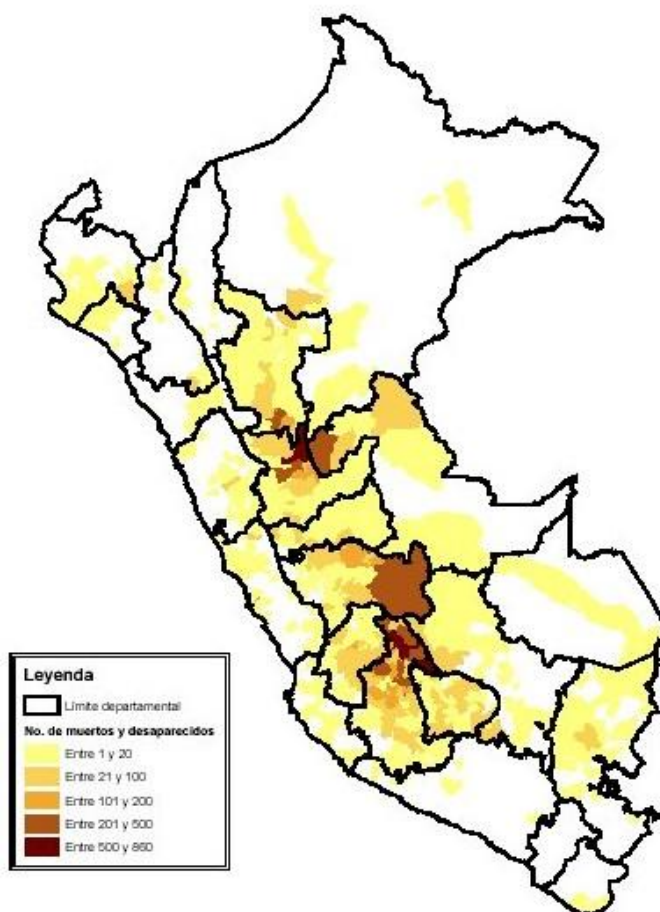 Leyenda
Límite departamental
No. de muertos y desaparecidos
Entre 1 y 20
Entre 21 y 100
Entre 101 y 200
Entre 201 y 500
Entre 500 y 860